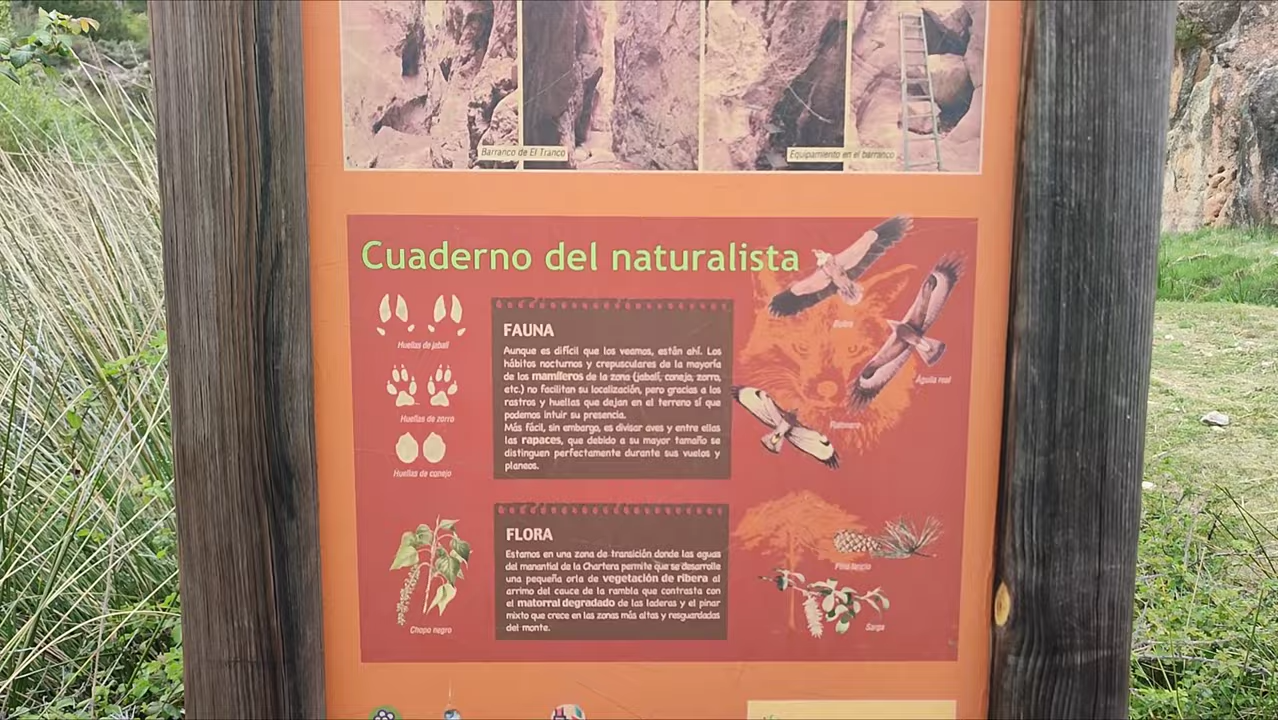 Barranco de El Tranco
Equipamiento en el barranco
Cuaderno del naturalista
Huellas de jabalí
Huellas de zorro
Huellas de conejo
FAUNA
Aunque es difícil que los veamos, están ahí. Los
hábitos nocturnos y crepusculares de la mayoría
de los mamíferos de la zona (jabalí, conejo, zorro,
etc.) no facilitan su localización, pero gracias a los
rastros y huellas que dejan en el terreno sí que
podemos intuir su presencia.
Más fácil, sin embargo, es divisar aves y entre ellas
las rapaces, que debido a su mayor tamaño se
distinguen perfectamente durante sus vuelos y
planeos.
Buitre
Águila real
Ratonero
Chopo negro
FLORA
Estamos en una zona de transición donde las aguas
del manantial de la Chartera permite que se desarrolle
una pequeña orla de vegetación de ribera al
arrimo del cauce de la rambla que contrasta con
el matorral degradado de las laderas y el pinar
mixto que crece en las zonas más altas y resguardadas
del monte.
Pino laricio
Sarga